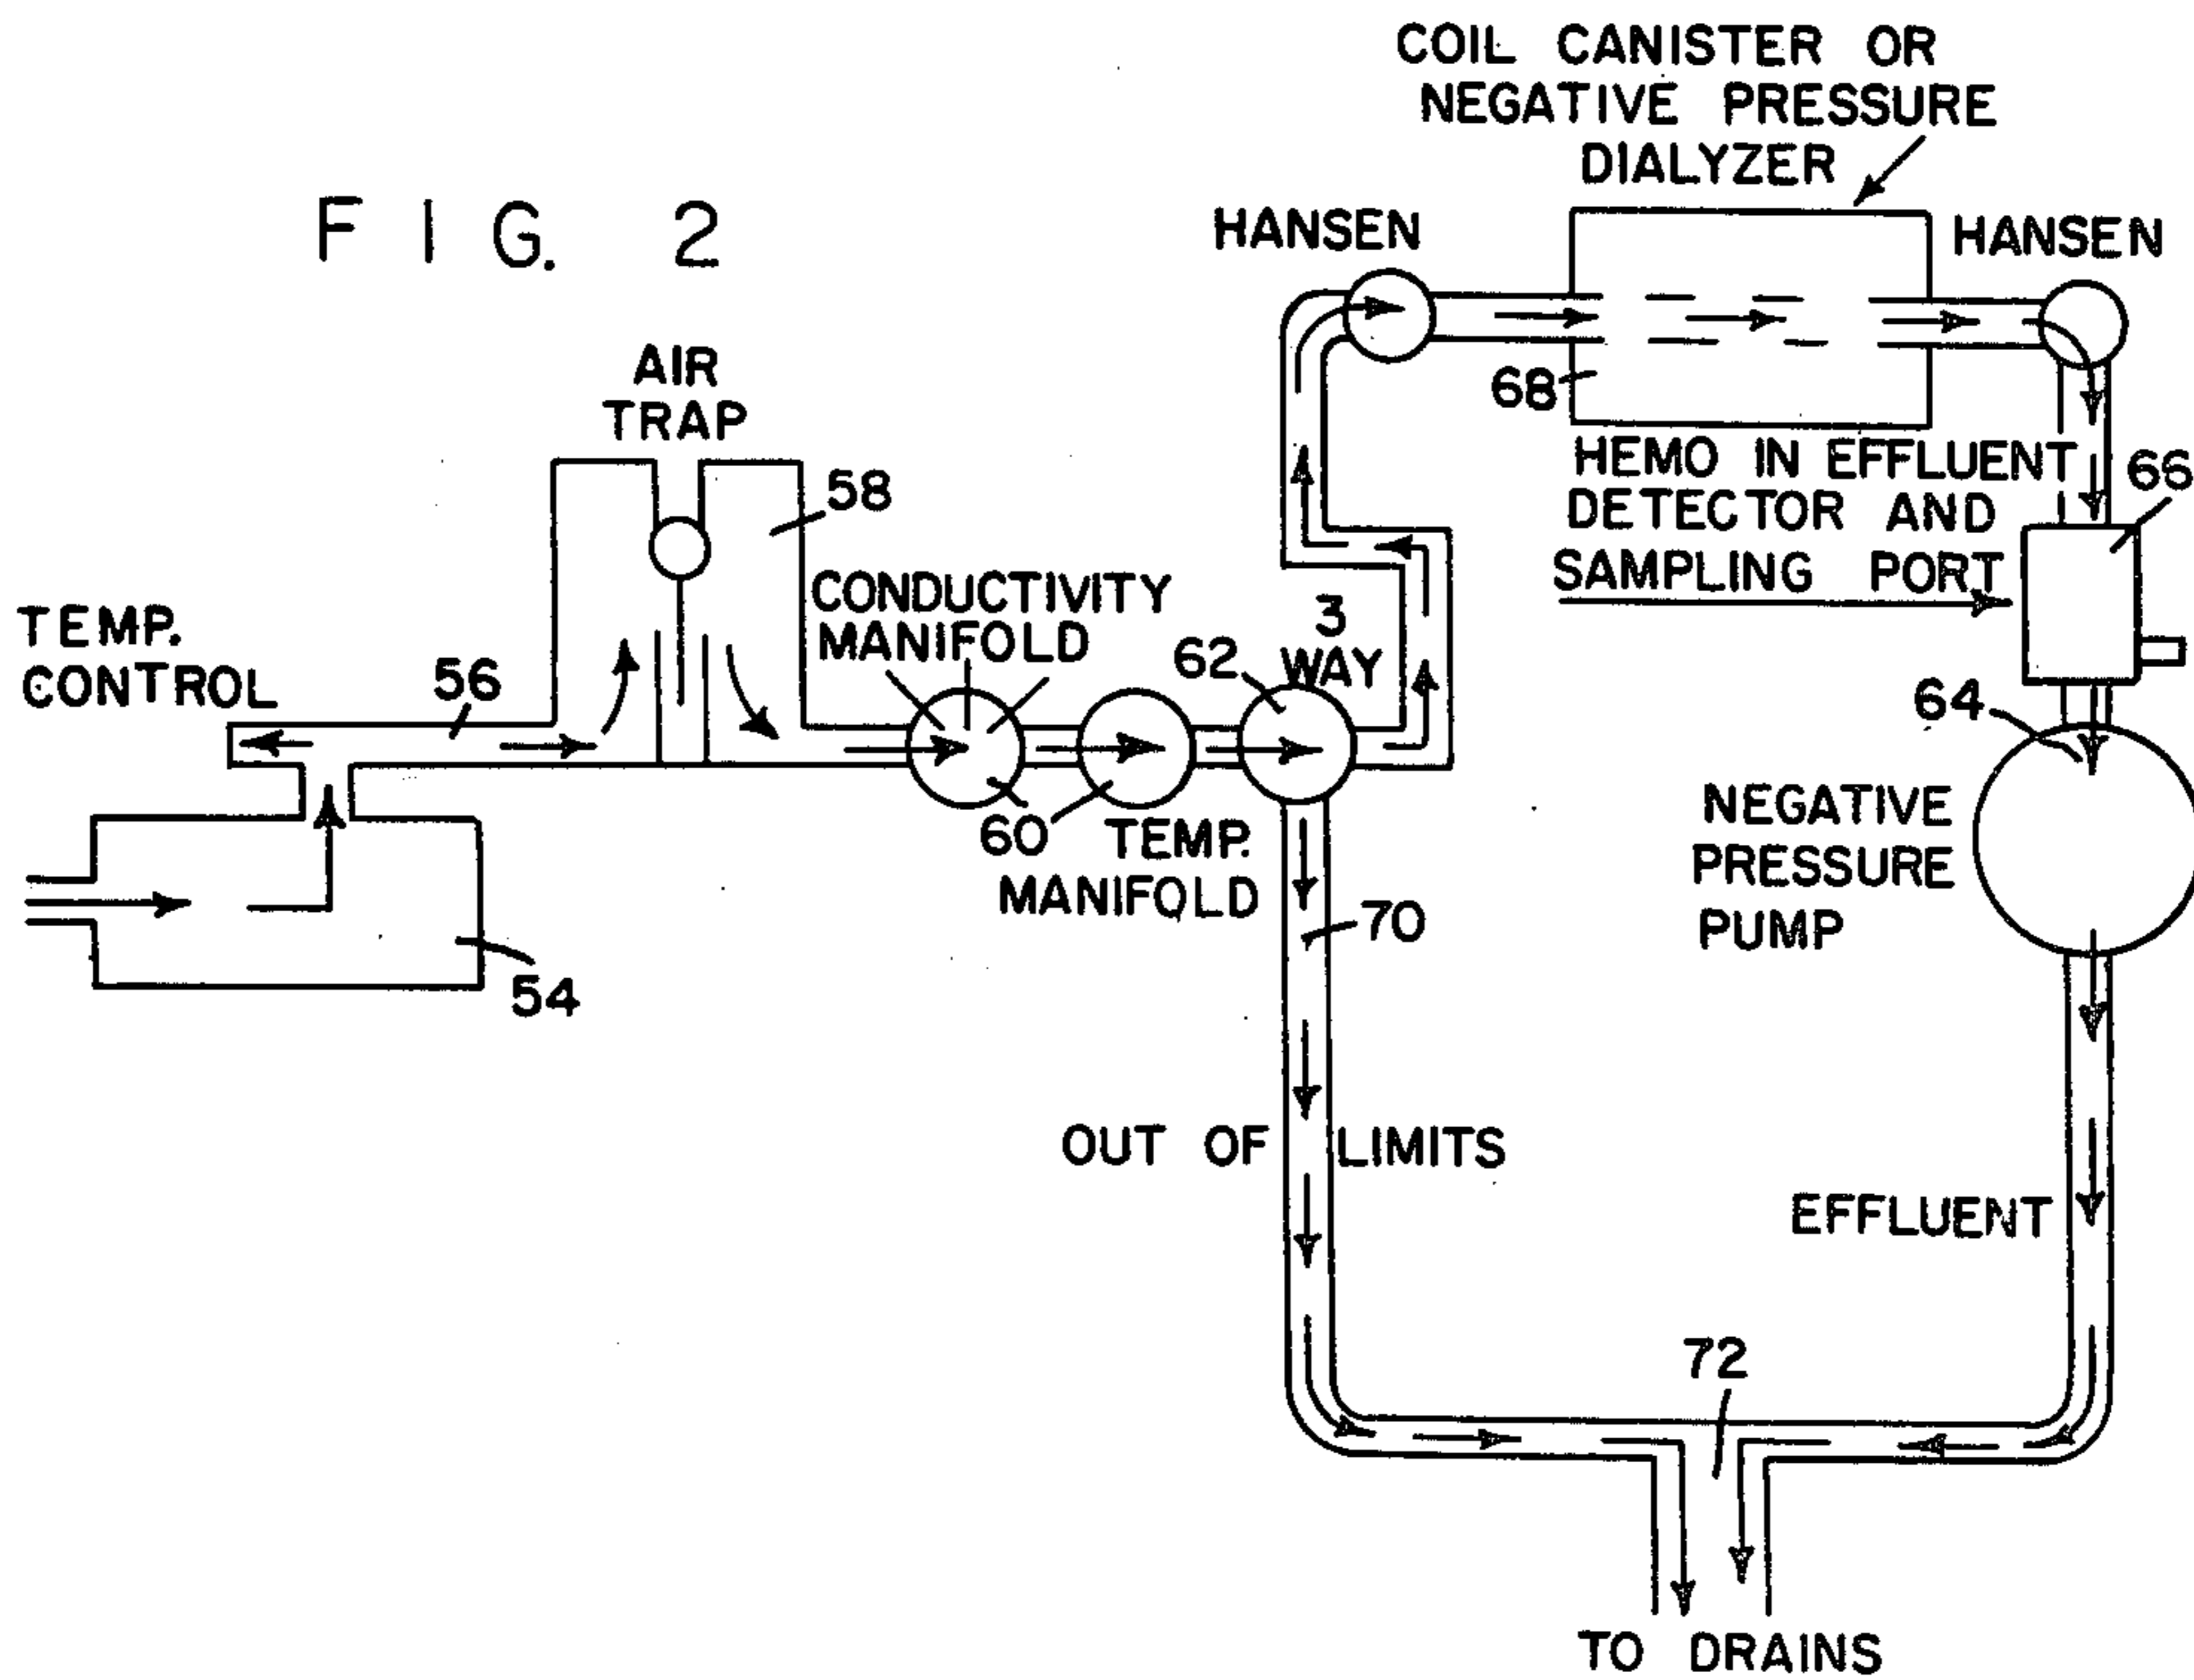 FIG. 2
COIL CANISTER OR
NEGATIVE PRESSURE
DIALYZER
HANSEN
HANSEN
AIR
TRAP
58
68
HEMO IN EFFLUENT
DETECTOR AND
SAMPLING PORT
66
TEMP.
CONTROL
56
CONDUCTIVITY
MANIFOLD
62
3
WAY
64
60
TEMP.
MANIFOLD
NEGATIVE
PRESSURE
PUMP
54
70
OUT OF LIMITS
EFFLUENT
72
TO DRAINS